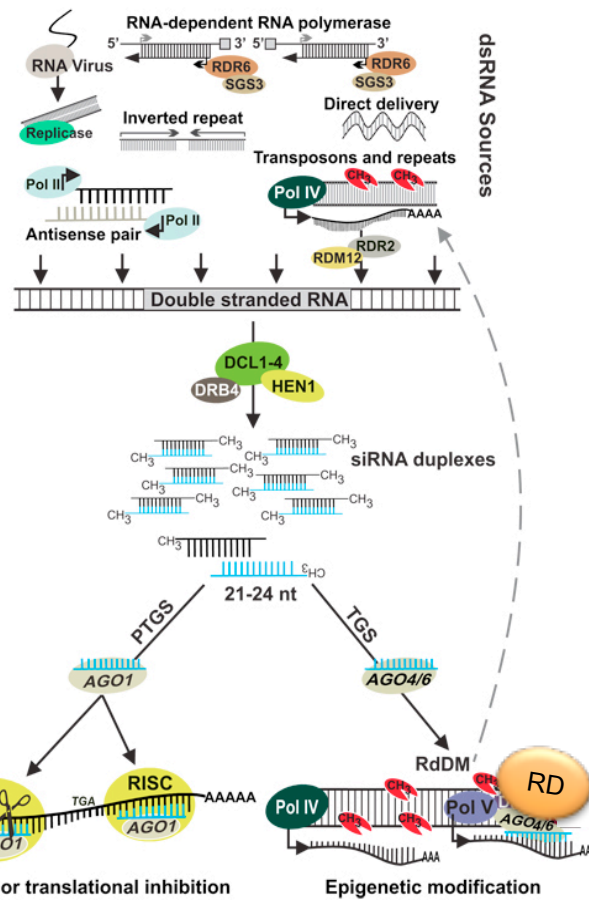 RNA-dependent RNA polymerase
5’ 3’ 5’ 3’
RNA Virus
RDR6
SGS3
RDR6
SGS3
Replicase
Inverted repeat
Direct delivery
dsRNA Sources
Transposons and repeats
Pol II
Pol II
Antisense pair
Pol IV
CH3 CH3
AAAA
RDR2
RDM12
Double stranded RNA
DCL1-4
DRB4
HEN1
CH3 CH3
CH3 CH3
CH3 CH3
CH3 CH3
CH3 CH3
CH3 CH3
siRNA duplexes
CH3
CH3
21-24 nt
PTGS
TGS
AGO1
AGO4/6
RdDM
RISC
TGA
AAAAA
AGO1
O1
Pol IV
CH3
CH3
CH3
CH
Pol V
D
RD
AGO4/6
AAA
AA
or translational inhibition
Epigenetic modification